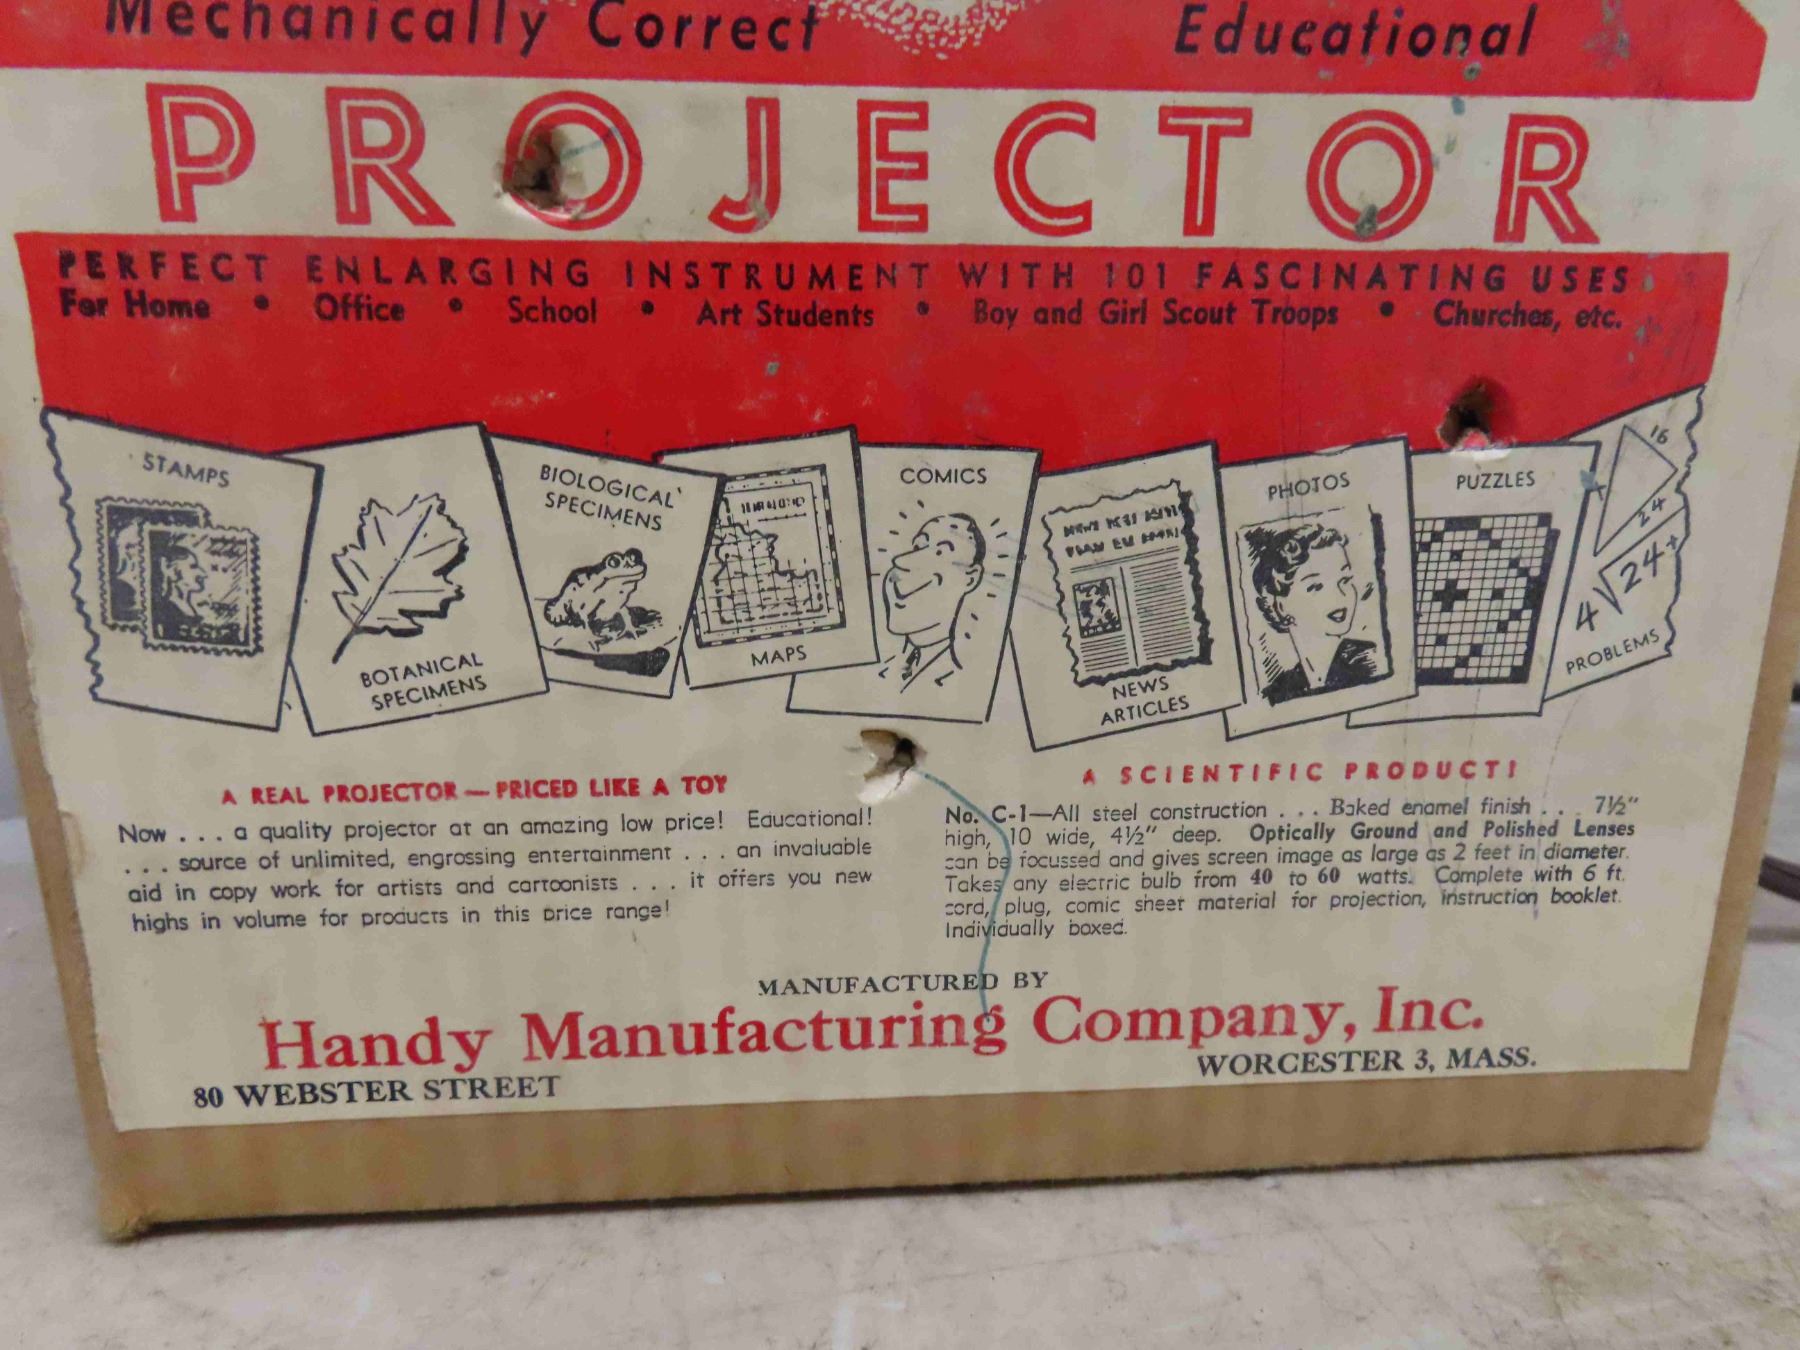 Mechanically Correct
Educational
PROJECTOR
PERFECT ENLARGING INSTRUMENT WITH 101 FASCINATING USES
For Home • Office • School • Art Students • Boy and Girl Scout Troops • Churches, etc.
STAMPS
BOTANICAL
SPECIMENS
BIOLOGICAL
SPECIMENS
MAPS
COMICS
NEWS
ARTICLES
PHOTOS
PUZZLES
16
24
4√24+
PROBLEMS
A REAL PROJECTOR — PRICED LIKE A TOY
Now . . . a quality projector at an amazing low price! Educational!
. . . source of unlimited, engrossing entertainment . . . an invaluable
aid in copy work for artists and cartoonists . . . it offers you new
highs in volume for products in this price range!
A SCIENTIFIC PRODUCT!
No. C-1—All steel construction . . . Baked enamel finish . . . 7½"
high, 10 wide, 4½" deep. Optically Ground and Polished Lenses
can be focussed and gives screen image as large as 2 feet in diameter.
Takes any electric bulb from 40 to 60 watts. Complete with 6 ft.
cord, plug, comic sheet material for projection, instruction booklet.
Individually boxed.
MANUFACTURED BY
Handy Manufacturing Company, Inc.
80 WEBSTER STREET
WORCESTER 3, MASS.